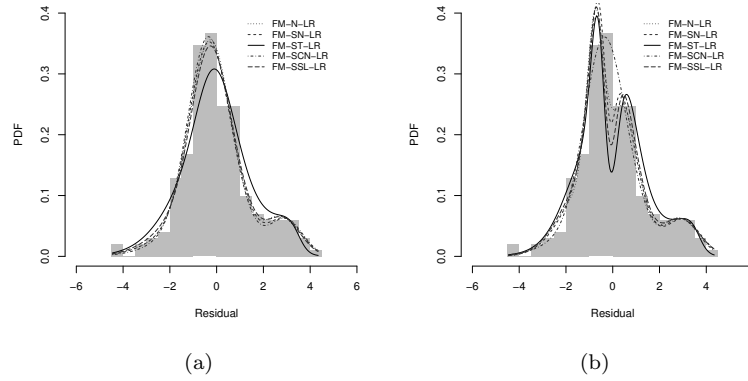 0.4
0.3
0.2
0.1
0.0
PDF
−6 −4 −2 0 2 4 6
Residual
FM−N−LR
FM−SN−LR
FM−ST−LR
FM−SCN−LR
FM−SSL−LR
(a)
0.4
0.3
0.2
0.1
0.0
PDF
−6 −4 −2 0 2 4
Residual
FM−N−LR
FM−SN−LR
FM−ST−LR
FM−SCN−LR
FM−SSL−LR
(b)